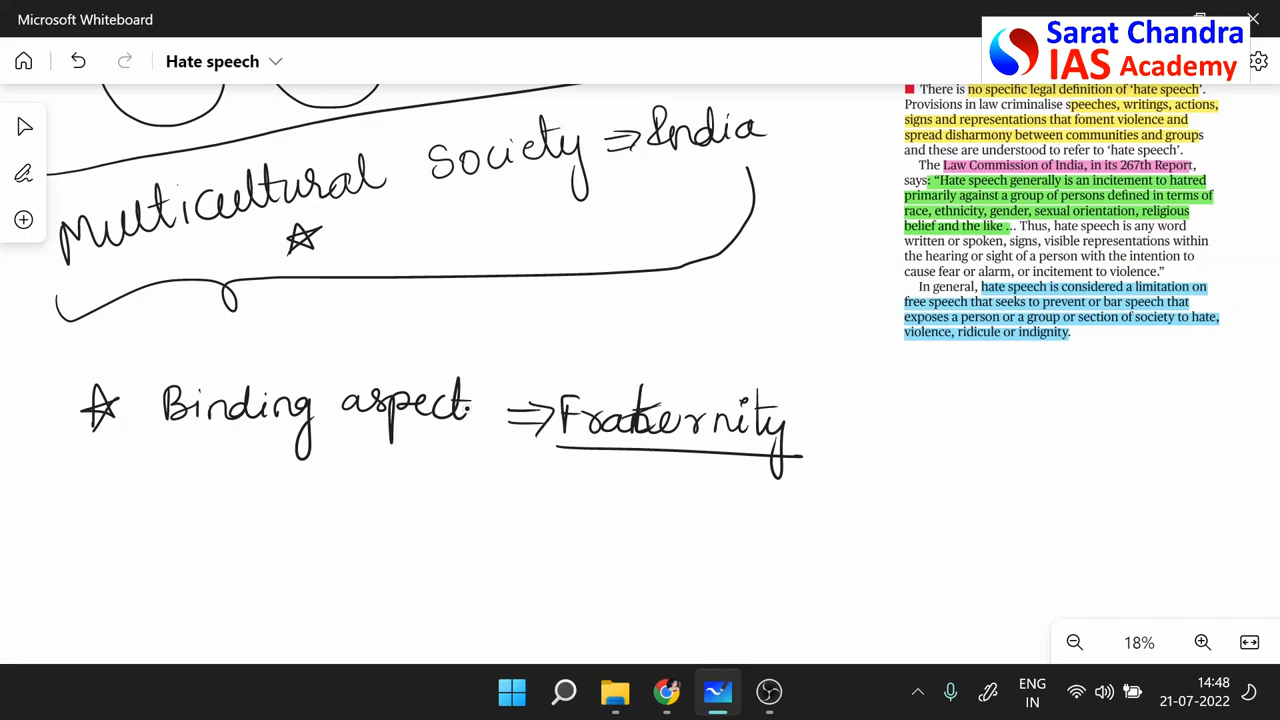 Microsoft Whiteboard
Sarat Chandra
IAS Academy
Hate speech
Multicultural Society ⇒ India
☆ Binding aspect. ⇒ Fraternity
There is no specific legal definition of ‘hate speech’.
Provisions in law criminalise speeches, writings, actions,
signs and representations that foment violence and
spread disharmony between communities and groups
and these are understood to refer to ‘hate speech’.
The Law Commission of India, in its 267th Report,
says: “Hate speech generally is an incitement to hatred
primarily against a group of persons defined in terms of
race, ethnicity, gender, sexual orientation, religious
belief and the like ... Thus, hate speech is any word
written or spoken, signs, visible representations within
the hearing or sight of a person with the intention to
cause fear or alarm, or incitement to violence.”
In general, hate speech is considered a limitation on
free speech that seeks to prevent or bar speech that
exposes a person or a group or section of society to hate,
violence, ridicule or indignity.
18%
ENG
IN
14:48
21-07-2022